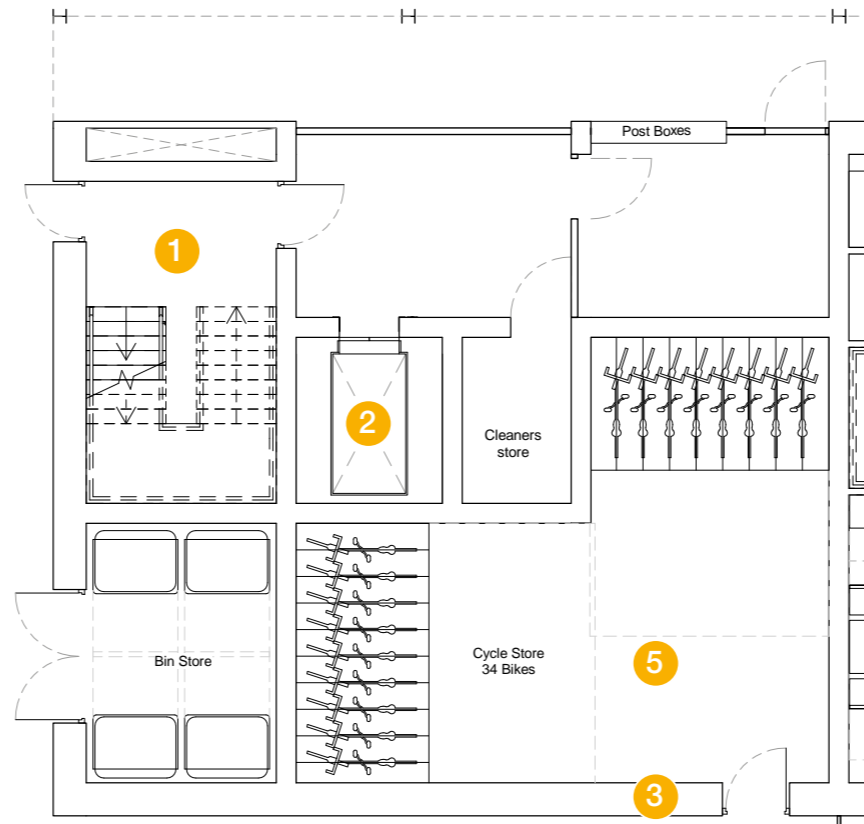 Post Boxes
1
2
Cleaners
store
Bin Store
Cycle Store
34 Bikes
5
3